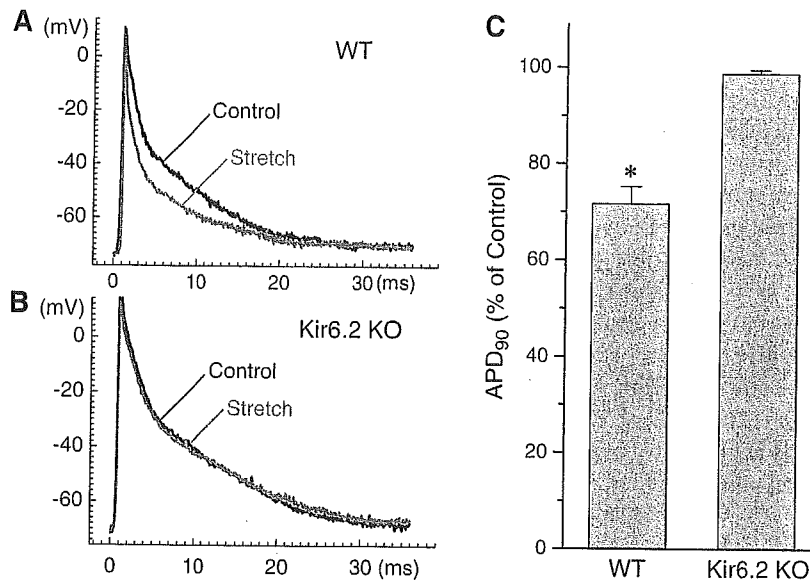 A
(mV)
WT
0
-20
-40
-60
Control
Stretch
0
10
20
30 (ms)
B
(mV)
Kir6.2 KO
0
-20
-40
-60
Control
Stretch
0
10
20
30 (ms)
C
APD90 (% of Control)
100
80
60
40
20
0
*
WT
Kir6.2 KO